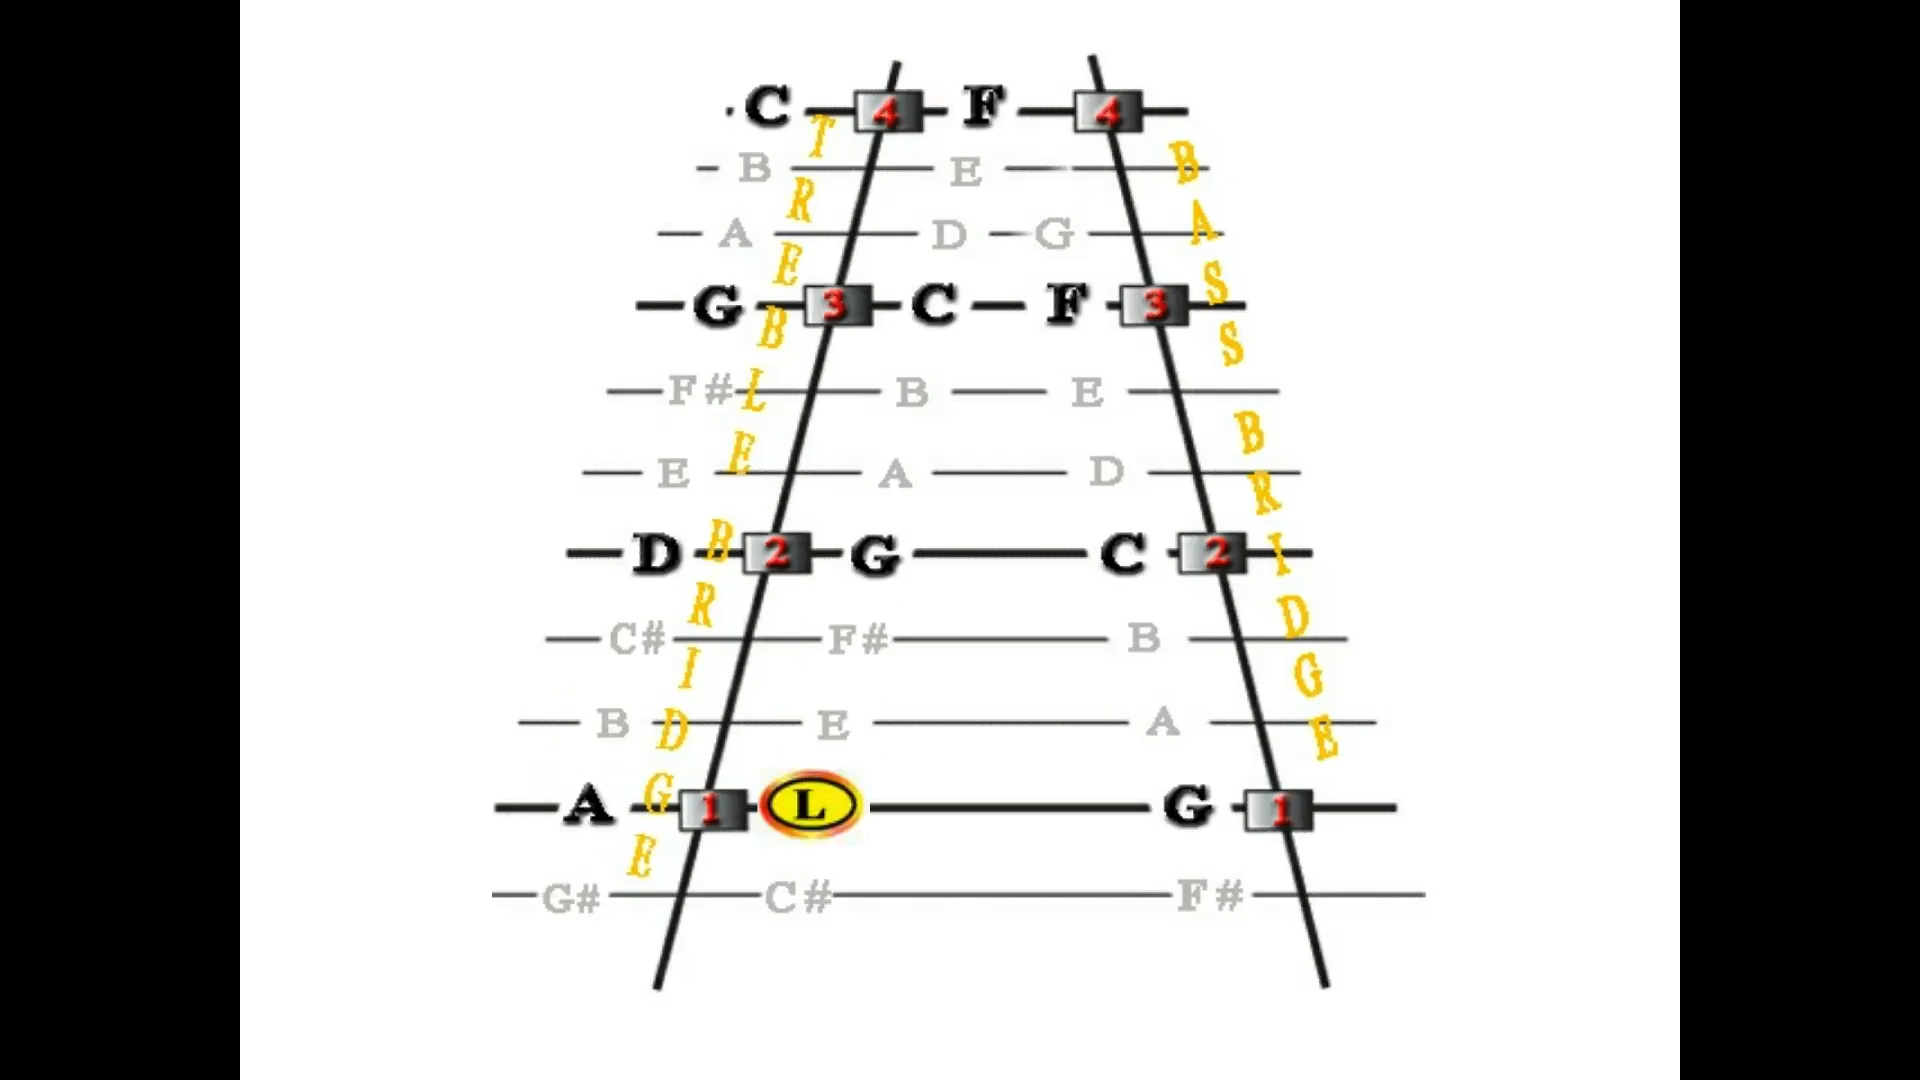 C 4 F 4
B E
A D G
G 3 C F 3
F# B E
E A D
D 2 G C 2
C# F# B
B E A
A 1 L G 1
G# C# F#
TREBLE BRIDGE
BASS BRIDGE